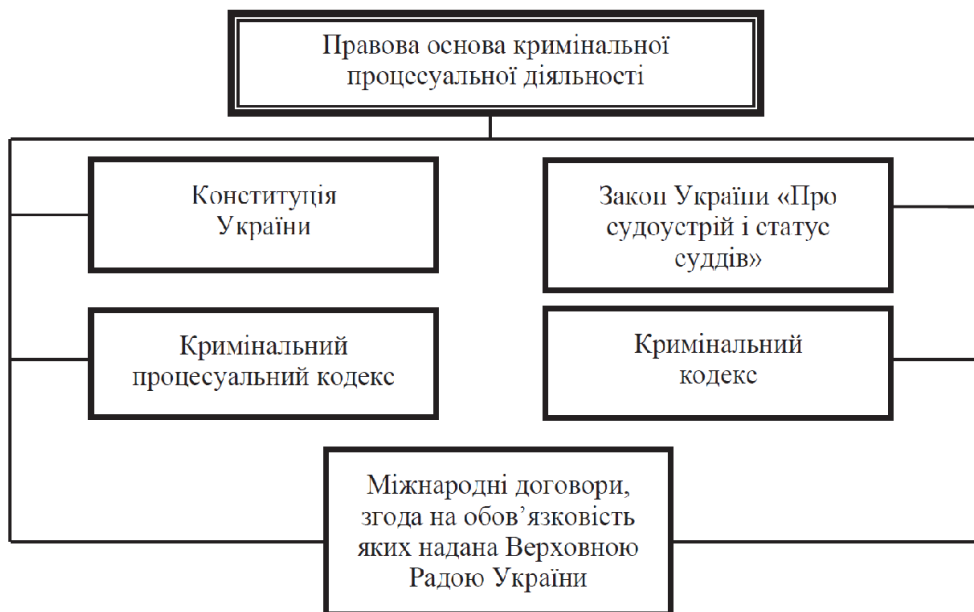 Правова основа кримінальної
процесуальної діяльності
Конституція
України
Закон України «Про
судоустрій і статус
суддів»
Кримінальний
процесуальний кодекс
Кримінальний
кодекс
Міжнародні договори,
згода на обов’язковість
яких надана Верховною
Радою України